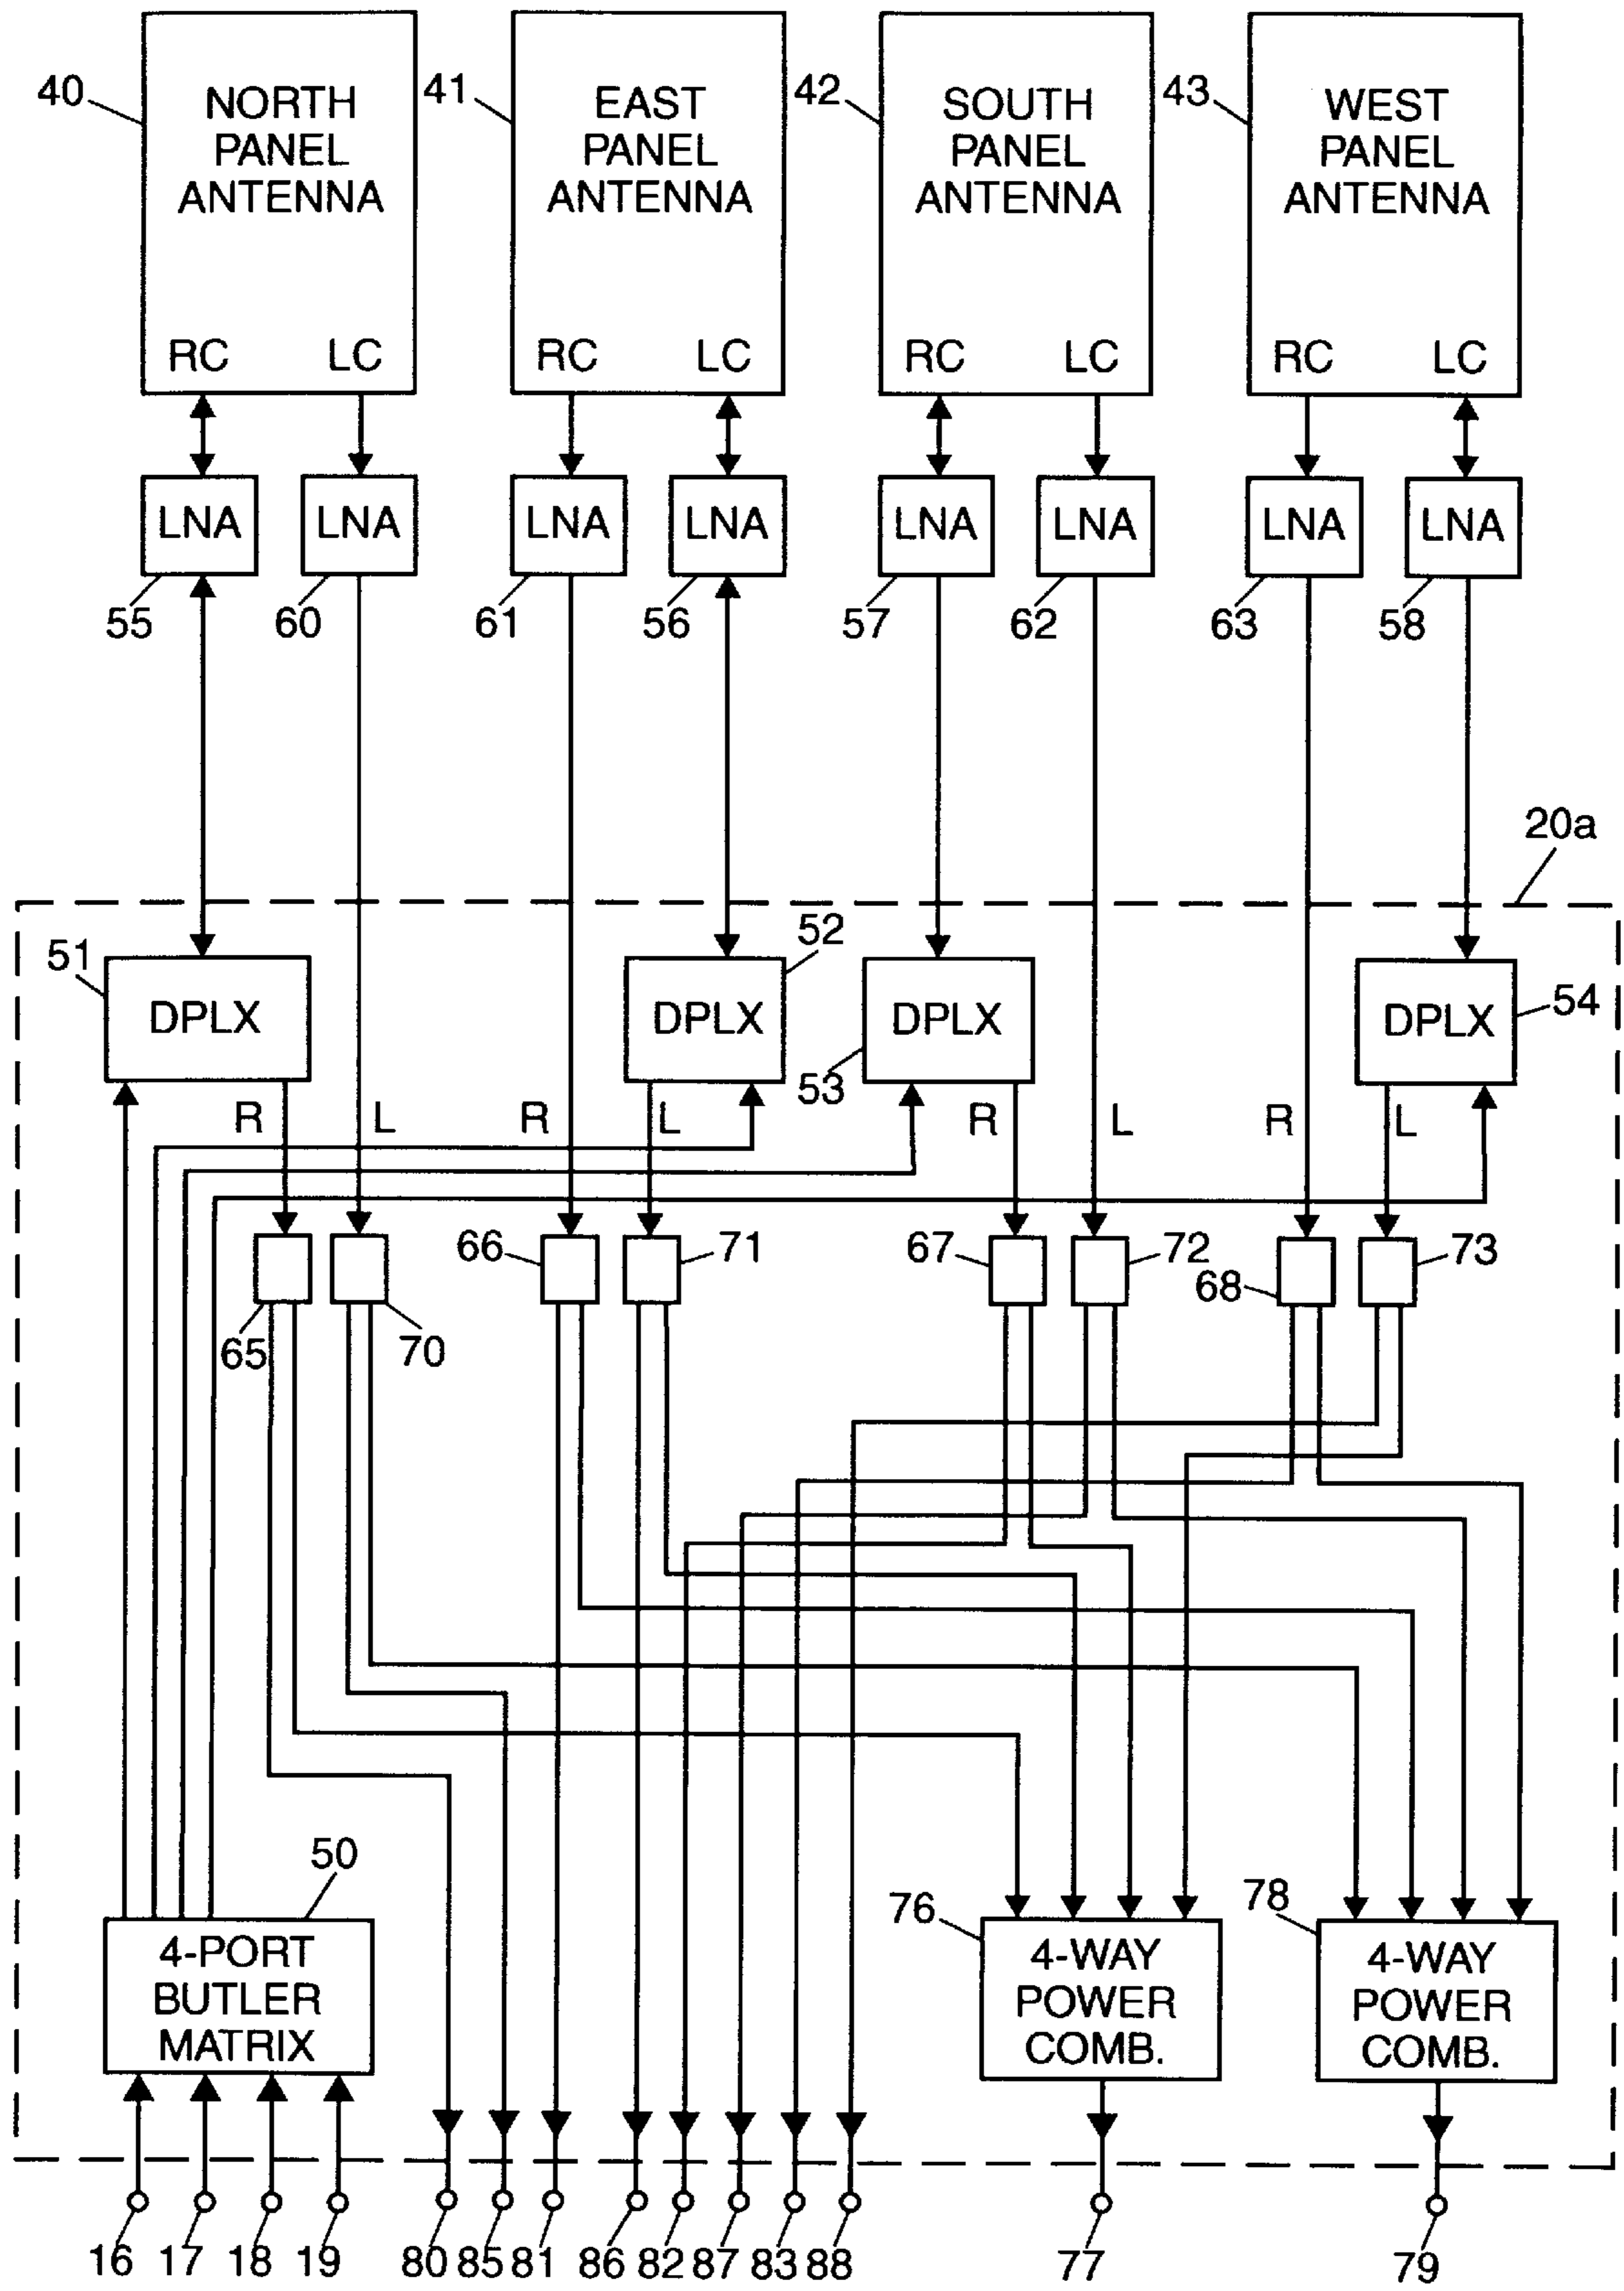 40
NORTH
PANEL
ANTENNA
RC LC
41
EAST
PANEL
ANTENNA
RC LC
42
SOUTH
PANEL
ANTENNA
RC LC
43
WEST
PANEL
ANTENNA
RC LC
LNA LNA LNA LNA LNA LNA LNA LNA
55 60 61 56 57 62 63 58
20a
51 DPLX
52 DPLX
53 DPLX
54 DPLX
R L R L R L R L
65 70 66 71 67 72 68 73
50
4-PORT
BUTLER
MATRIX
76
4-WAY
POWER
COMB.
78
4-WAY
POWER
COMB.
16 17 18 19 80 85 81 86 82 87 83 88 77 79